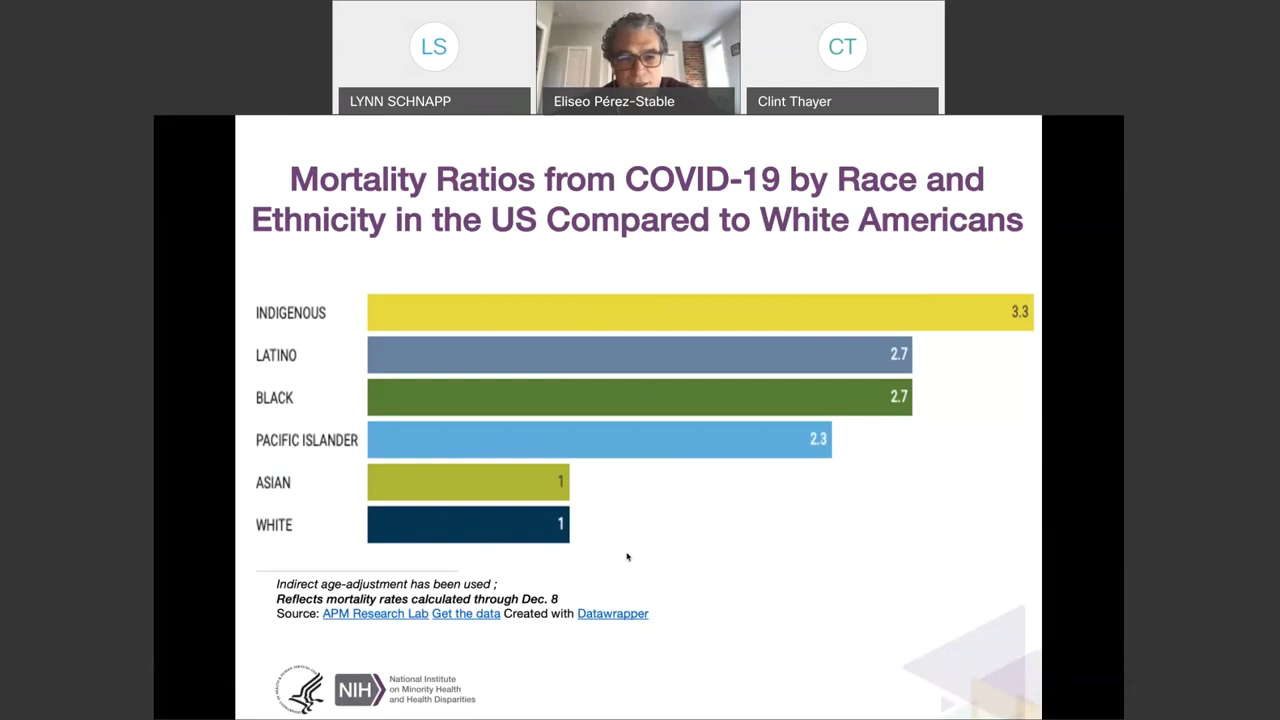 LS
CT
LYNN SCHNAPP
Eliseo Pérez-Stable
Clint Thayer
Mortality Ratios from COVID-19 by Race and
Ethnicity in the US Compared to White Americans
INDIGENOUS 3.3
LATINO 2.7
BLACK 2.7
PACIFIC ISLANDER 2.3
ASIAN 1
WHITE 1
Indirect age-adjustment has been used ;
Reflects mortality rates calculated through Dec. 8
Source: APM Research Lab Get the data Created with Datawrapper
NIH
National Institute
on Minority Health
and Health Disparities